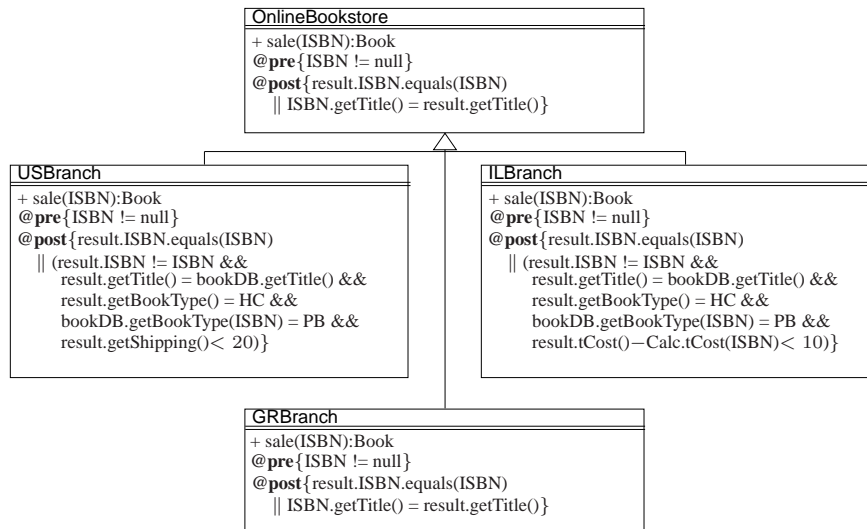 OnlineBookstore
+ sale(ISBN):Book
@pre{ISBN != null}
@post{result.ISBN.equals(ISBN)
|| ISBN.getTitle() = result.getTitle()}
USBranch
+ sale(ISBN):Book
@pre{ISBN != null}
@post{result.ISBN.equals(ISBN)
|| (result.ISBN != ISBN &&
result.getTitle() = bookDB.getTitle() &&
result.getBookType() = HC &&
bookDB.getBookType(ISBN) = PB &&
result.getShipping()< 20)}
ILBranch
+ sale(ISBN):Book
@pre{ISBN != null}
@post{result.ISBN.equals(ISBN)
|| (result.ISBN != ISBN &&
result.getTitle() = bookDB.getTitle() &&
result.getBookType() = HC &&
bookDB.getBookType(ISBN) = PB &&
result.tCost()−Calc.tCost(ISBN)< 10)}
GRBranch
+ sale(ISBN):Book
@pre{ISBN != null}
@post{result.ISBN.equals(ISBN)
|| ISBN.getTitle() = result.getTitle()}